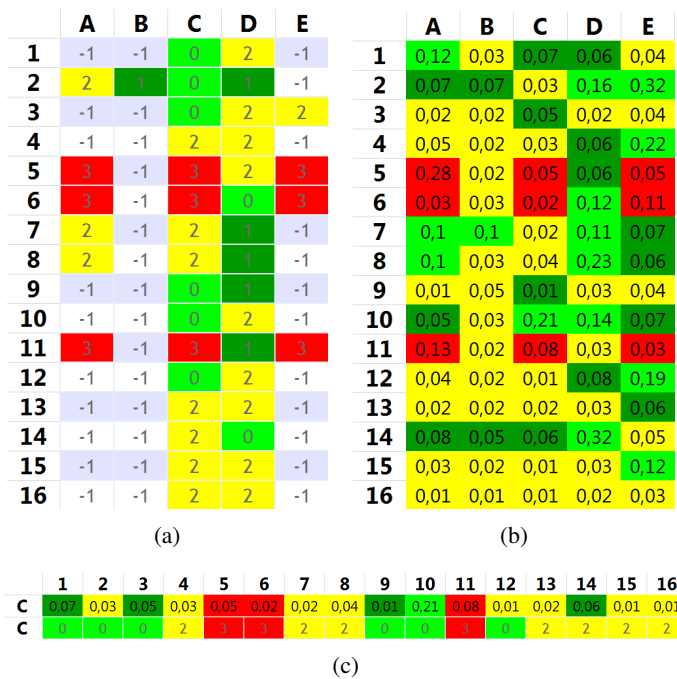 A B C D E
1 -1 -1 0 2 -1
2 2 1 0 1 -1
3 -1 -1 0 2 2
4 -1 -1 2 2 -1
5 3 -1 3 2 3
6 3 -1 3 0 3
7 2 -1 2 1 -1
8 2 -1 2 1 -1
9 -1 -1 0 1 -1
10 -1 -1 0 2 -1
11 3 -1 3 1 3
12 -1 -1 0 2 -1
13 -1 -1 2 2 -1
14 -1 -1 2 0 -1
15 -1 -1 2 2 -1
16 -1 -1 2 2 -1
(a)
A B C D E
1 0,12 0,03 0,07 0,06 0,04
2 0,07 0,07 0,03 0,16 0,32
3 0,02 0,02 0,05 0,02 0,04
4 0,05 0,02 0,03 0,06 0,22
5 0,28 0,02 0,05 0,06 0,05
6 0,03 0,03 0,02 0,12 0,11
7 0,1 0,1 0,02 0,11 0,07
8 0,1 0,03 0,04 0,23 0,06
9 0,01 0,05 0,01 0,03 0,04
10 0,05 0,03 0,21 0,14 0,07
11 0,13 0,02 0,08 0,03 0,03
12 0,04 0,02 0,01 0,08 0,19
13 0,02 0,02 0,02 0,03 0,06
14 0,08 0,05 0,06 0,32 0,05
15 0,03 0,02 0,01 0,03 0,12
16 0,01 0,01 0,01 0,02 0,03
(b)
1 2 3 4 5 6 7 8 9 10 11 12 13 14 15 16
C 0,07 0,03 0,05 0,03 0,05 0,02 0,02 0,04 0,01 0,21 0,08 0,01 0,02 0,06 0,01 0,01
C 0 0 0 2 3 3 2 2 0 0 3 0 2 2 2 2
(c)